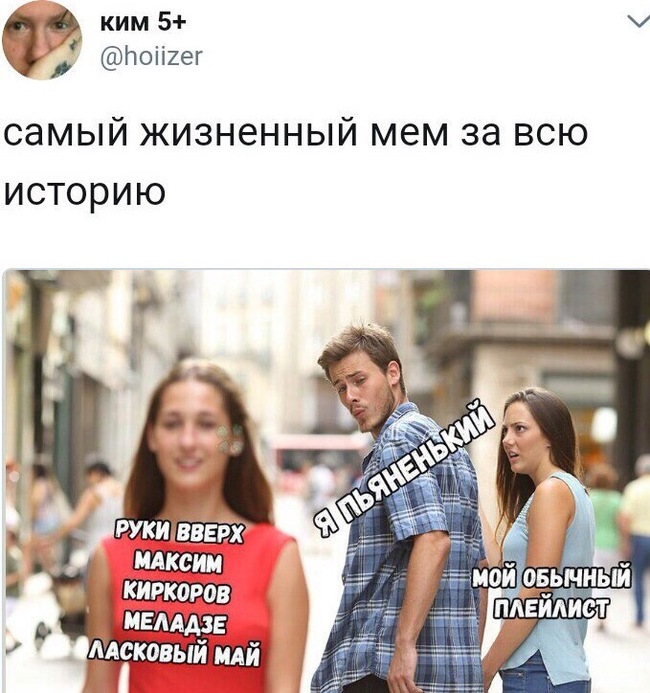 ким 5+
@hoiizer
самый жизненный мем за всю
историю
РУКИ ВВЕРХ
МАКСИМ
КИРКОРОВ
МЕЛАДЗЕ
ЛАСКОВЫЙ МАЙ
Я ПЬЯНЕНЬКИЙ
МОЙ ОБЫЧНЫЙ
ПЛЕЙЛИСТ